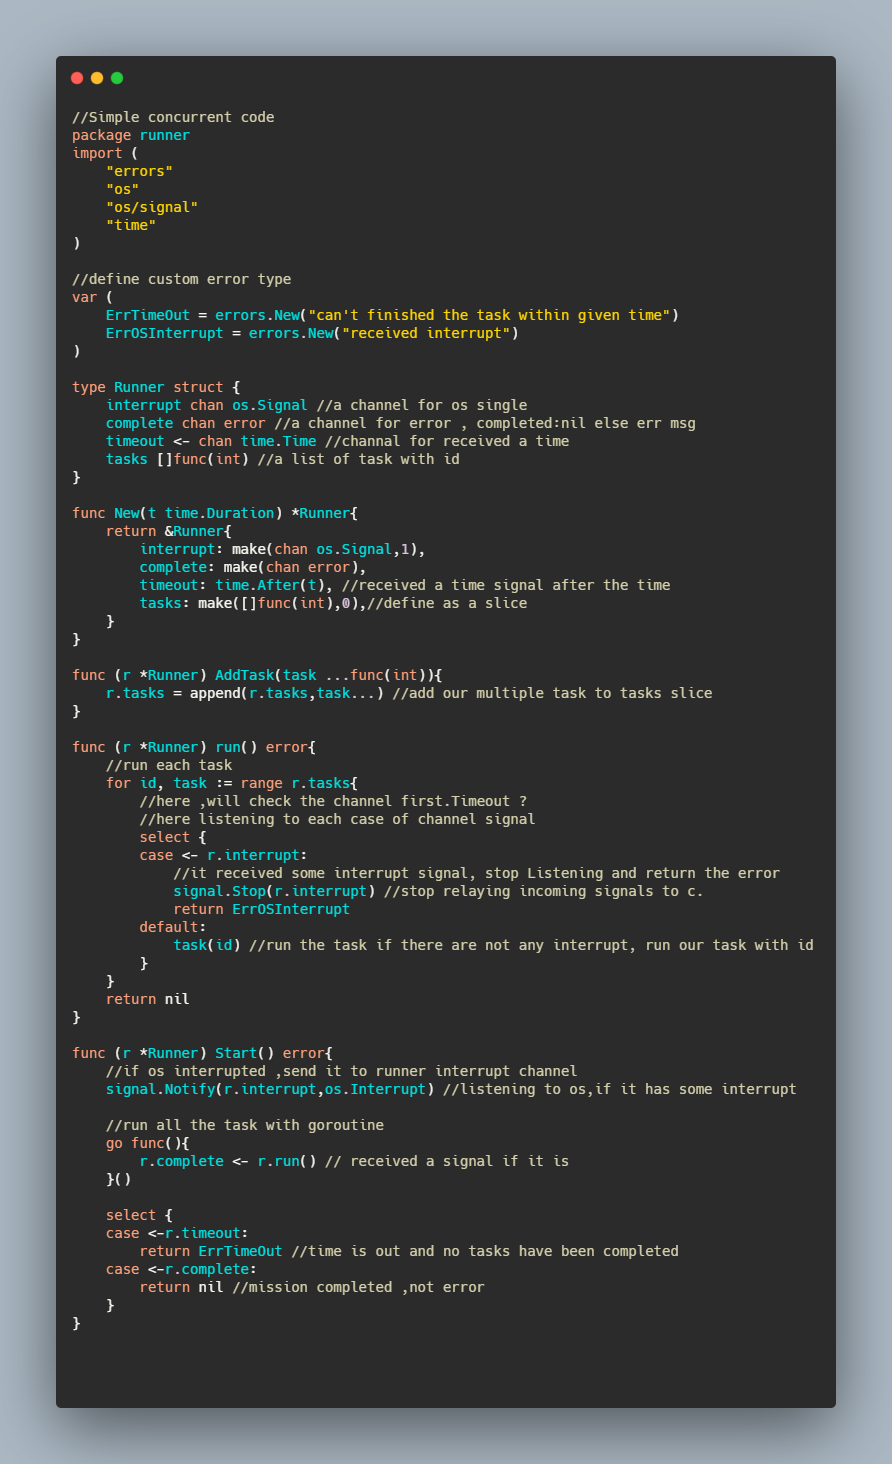 //Simple concurrent code
package runner
import (
    "errors"
    "os"
    "os/signal"
    "time"
)

//define custom error type
var (
    ErrTimeOut = errors.New("can't finished the task within given time")
    ErrOSInterrupt = errors.New("received interrupt")
)

type Runner struct {
    interrupt chan os.Signal //a channel for os single
    complete chan error //a channel for error , completed:nil else err msg
    timeout <- chan time.Time //channal for received a time
    tasks []func(int) //a list of task with id
}

func New(t time.Duration) *Runner{
    return &Runner{
        interrupt: make(chan os.Signal,1),
        complete: make(chan error),
        timeout: time.After(t), //received a time signal after the time
        tasks: make([]func(int),0),//define as a slice
    }
}

func (r *Runner) AddTask(task ...func(int)){
    r.tasks = append(r.tasks,task...) //add our multiple task to tasks slice
}

func (r *Runner) run() error{
    //run each task
    for id, task := range r.tasks{
        //here ,will check the channel first.Timeout ?
        //here listening to each case of channel signal
        select {
        case <- r.interrupt:
            //it received some interrupt signal, stop Listening and return the error
            signal.Stop(r.interrupt) //stop relaying incoming signals to c.
            return ErrOSInterrupt
        default:
            task(id) //run the task if there are not any interrupt, run our task with id
        }
    }
    return nil
}

func (r *Runner) Start() error{
    //if os interrupted ,send it to runner interrupt channel
    signal.Notify(r.interrupt,os.Interrupt) //listening to os,if it has some interrupt

    //run all the task with goroutine
    go func(){
        r.complete <- r.run() // received a signal if it is
    }()

    select {
    case <-r.timeout:
        return ErrTimeOut //time is out and no tasks have been completed
    case <-r.complete:
        return nil //mission completed ,not error
    }
}